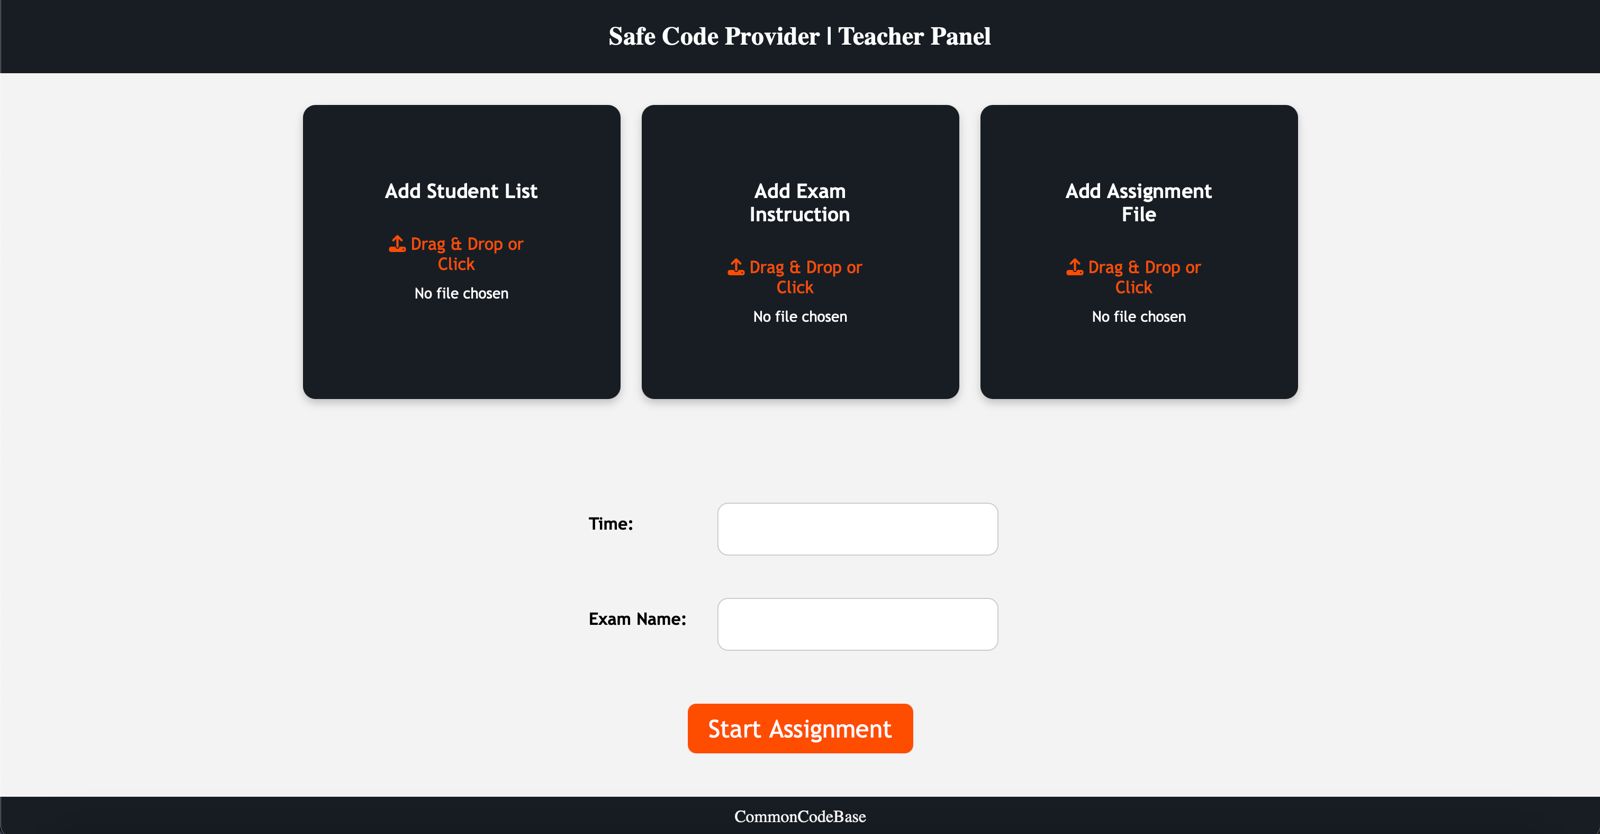 Safe Code Provider | Teacher Panel
Add Student List
Drag & Drop or
Click
No file chosen
Add Exam
Instruction
Drag & Drop or
Click
No file chosen
Add Assignment
File
Drag & Drop or
Click
No file chosen
Time:
Exam Name:
Start Assignment
CommonCodeBase